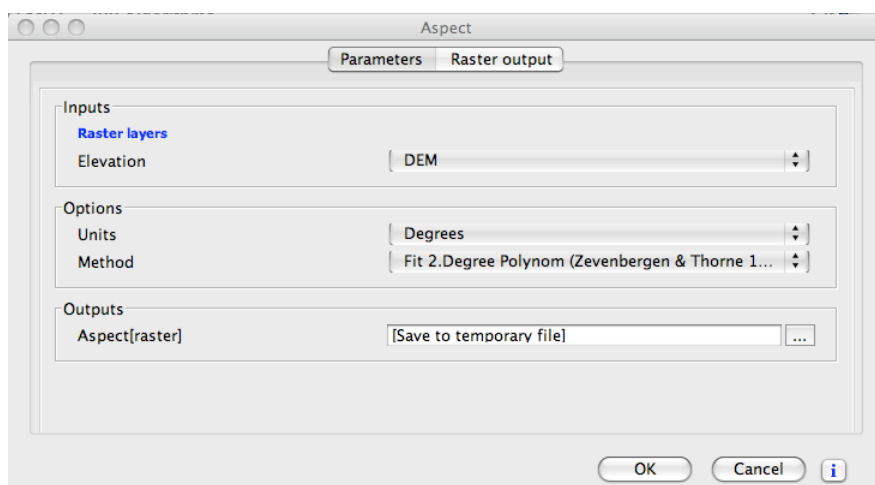 Aspect
Parameters Raster output
Inputs
Raster layers
Elevation DEM
Options
Units Degrees
Method Fit 2.Degree Polynom (Zevenbergen & Thorne 1...
Outputs
Aspect[raster] [Save to temporary file] ...
OK Cancel i